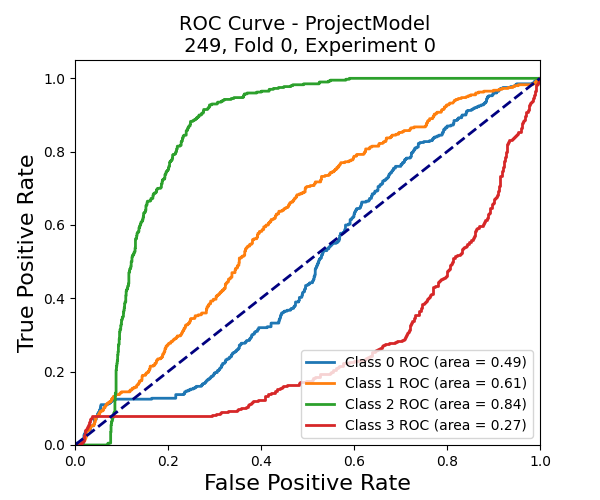 ROC Curve - ProjectModel
249, Fold 0, Experiment 0
True Positive Rate
1.0
0.8
0.6
0.4
0.2
0.0
Class 0 ROC (area = 0.49)
Class 1 ROC (area = 0.61)
Class 2 ROC (area = 0.84)
Class 3 ROC (area = 0.27)
0.0 0.2 0.4 0.6 0.8 1.0
False Positive Rate